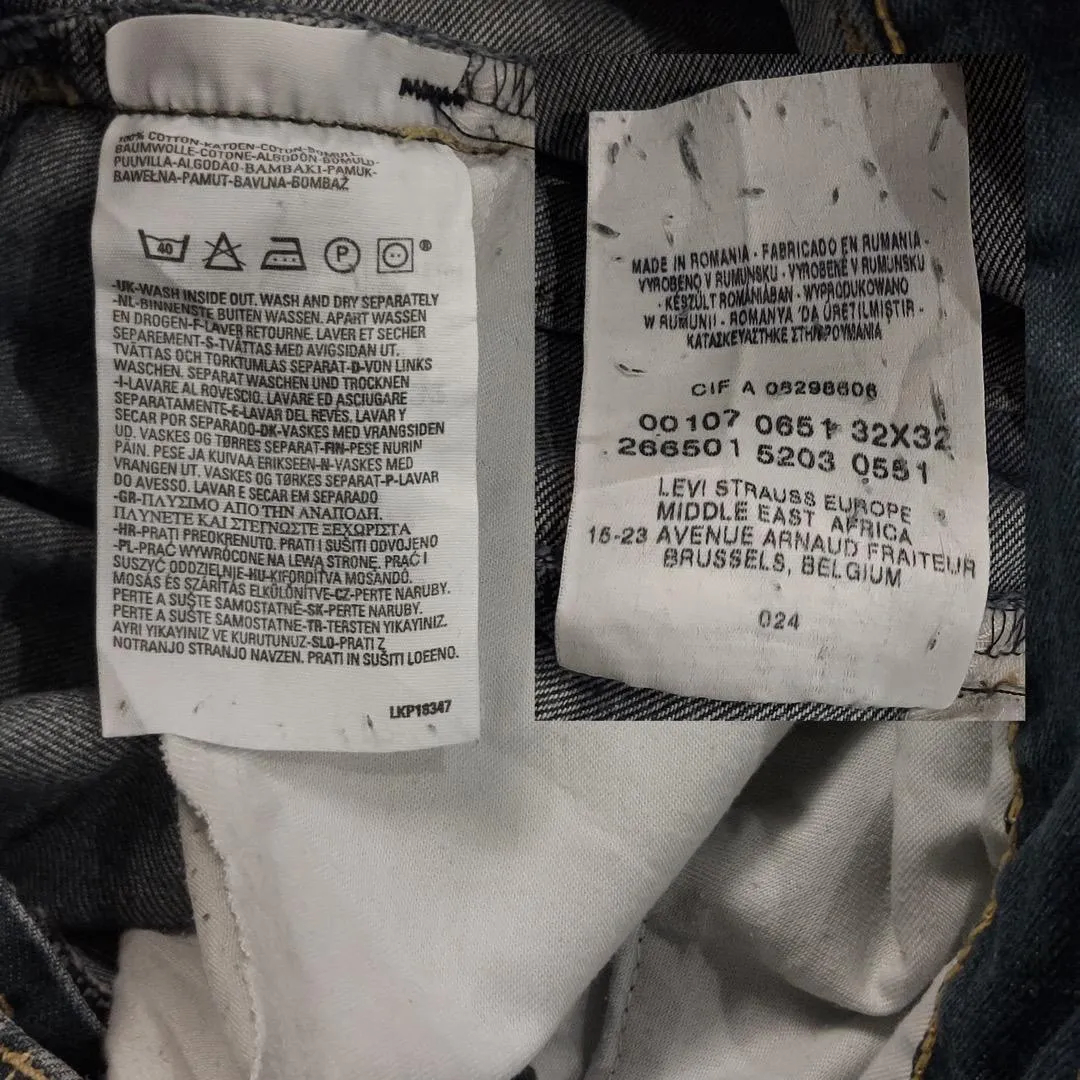 100% COTTON-KATOEN-COTON-BOMULL-
BAUMWOLLE-COTONE-ALGODÓN-BOMULD-
PUUVILLA-ALGODÃO-BAMBAKI-PAMUK-
BAWEŁNA-PAMUT-BAVLNA-BOMBAŽ
40 P ®
-UK-WASH INSIDE OUT. WASH AND DRY SEPARATELY
-NL-BINNENSTE BUITEN WASSEN. APART WASSEN
EN DROGEN-F-LAVER RETOURNE. LAVER ET SECHER
SEPAREMENT-S-TVÄTTAS MED AVIGSIDAN UT.
TVÄTTAS OCH TORKTUMLAS SEPARAT-D-VON LINKS
WASCHEN. SEPARAT WASCHEN UND TROCKNEN
-I-LAVARE AL ROVESCIO. LAVARE ED ASCIUGARE
SEPARATAMENTE-E-LAVAR DEL REVÉS. LAVAR Y
SECAR POR SEPARADO-DK-VASKES MED VRANGSIDEN
UD. VASKES OG TØRRES SEPARAT-FIN-PESE NURIN
PÄIN. PESE JA KUIVAA ERIKSEEN-N-VASKES MED
VRANGEN UT. VASKES OG TØRKES SEPARAT-P-LAVAR
DO AVESSO. LAVAR E SECAR EM SEPARADO
-GR-ΠΛΥΣΙΜΟ ΑΠΟ ΤΗΝ ΑΝΑΠΟΔΗ.
ΠΛΥΝΕΤΕ ΚΑΙ ΣΤΕΓΝΩΣΤΕ ΞΕΧΩΡΙΣΤΑ
-HR-PRATI PREOKRENUTO. PRATI I SUŠITI ODVOJENO
-PL-PRAĆ WYWRÓCONE NA LEWĄ STRONĘ. PRAĆ I
SUSZYĆ ODDZIELNIE-HU-KIFORDÍTVA MOSANDÓ.
MOSÁS ÉS SZÁRÍTÁS ELKÜLÖNÍTVE-CZ-PERTE NARUBY.
PERTE A SUŠTE SAMOSTATNĚ-SK-PERTE NARUBY.
PERTE A SUŠTE SAMOSTATNE-TR-TERSTEN YIKAYINIZ.
AYRI YIKAYINIZ VE KURUTUNUZ-SLO-PRATI Z
NOTRANJO STRANJO NAVZEN. PRATI IN SUŠITI LOEENO.
LKP18347
MADE IN ROMANIA - FABRICADO EN RUMANIA -
VYROBENO V RUMUNSKU - VYROBENÉ V RUMUNSKU
- KÉSZÜLT ROMÁNIÁBAN - WYPRODUKOWANO
W RUMUNII - ROMANYA 'DA ÜRETİLMİŞTİR -
ΚΑΤΑΣΚΕΥΑΣΤΗΚΕ ΣΤΗΝ ΡΟΥΜΑΝΙΑ
CIF A 08298606
00107 0651 32X32
266501 5203 0551
LEVI STRAUSS EUROPE
MIDDLE EAST AFRICA
15-23 AVENUE ARNAUD FRAITEUR
BRUSSELS, BELGIUM
024